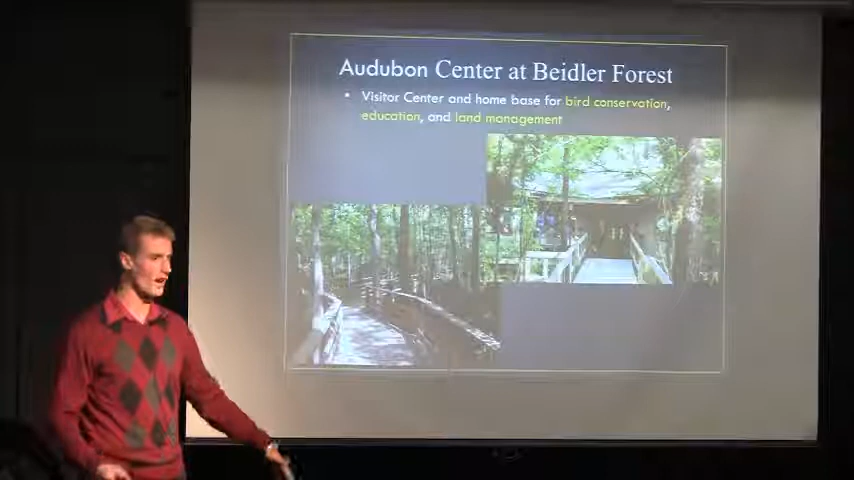 Audubon Center at Beidler Forest
• Visitor Center and home base for bird conservation,
education, and land management